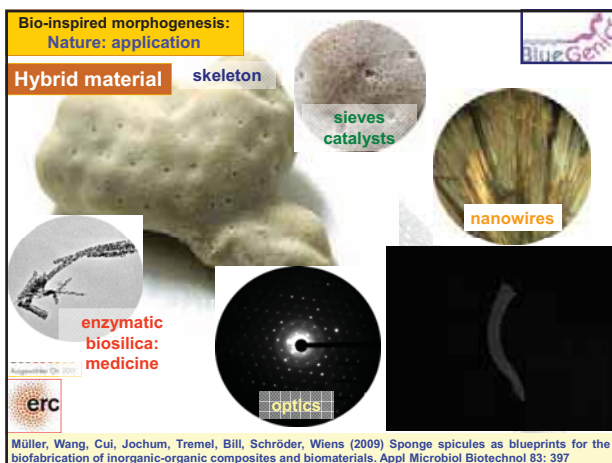 Bio-inspired morphogenesis:
Nature: application
BlueGenics
Hybrid material
skeleton
sieves
catalysts
nanowires
enzymatic
biosilica:
medicine
optics
erc
Müller, Wang, Cui, Jochum, Tremel, Bill, Schröder, Wiens (2009) Sponge spicules as blueprints for the
biofabrication of inorganic-organic composites and biomaterials. Appl Microbiol Biotechnol 83: 397